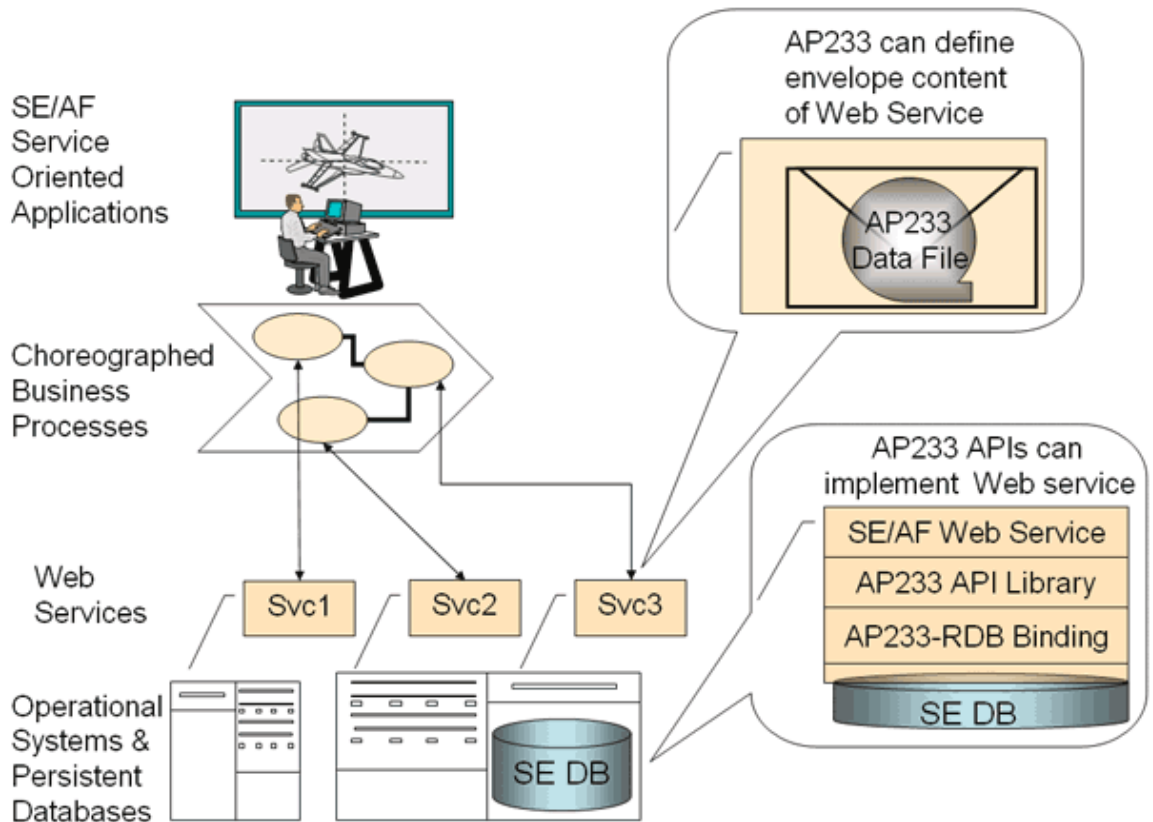 SE/AF
Service
Oriented
Applications
AP233 can define
envelope content
of Web Service
AP233
Data File
Choreographed
Business
Processes
AP233 APIs can
implement Web service
SE/AF Web Service
AP233 API Library
AP233-RDB Binding
SE DB
Web
Services
Svc1
Svc2
Svc3
Operational
Systems &
Persistent
Databases
SE DB